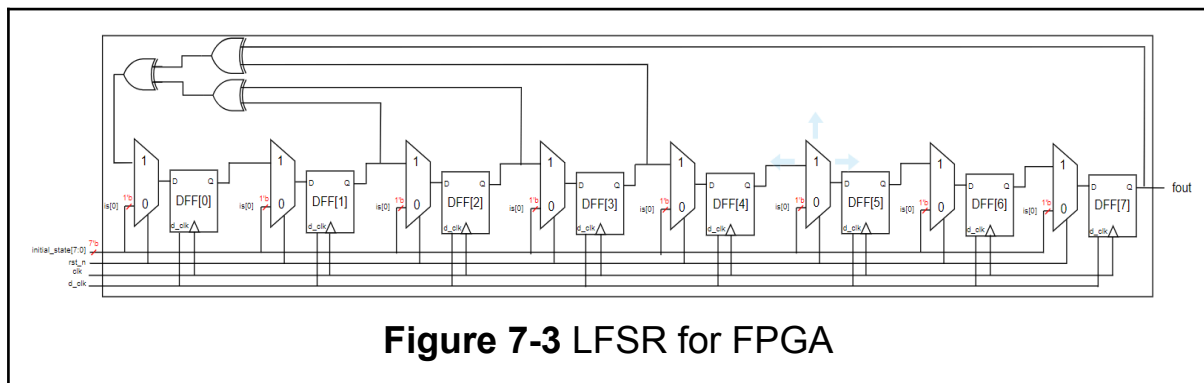 1 1 1 1 1 1 1 1
D Q D Q D Q D Q D Q D Q D Q D Q
is[0] 1'b 0 DFF[0] is[0] 1'b 0 DFF[1] is[0] 1'b 0 DFF[2] is[0] 1'b 0 DFF[3] is[0] 1'b 0 DFF[4] is[0] 1'b 0 DFF[5] is[0] 1'b 0 DFF[6] is[0] 1'b 0 DFF[7] fout
d_clk d_clk d_clk d_clk d_clk d_clk d_clk d_clk
initial_state[7:0] 7'b
rst_n
clk
d_clk
Figure 7-3 LFSR for FPGA